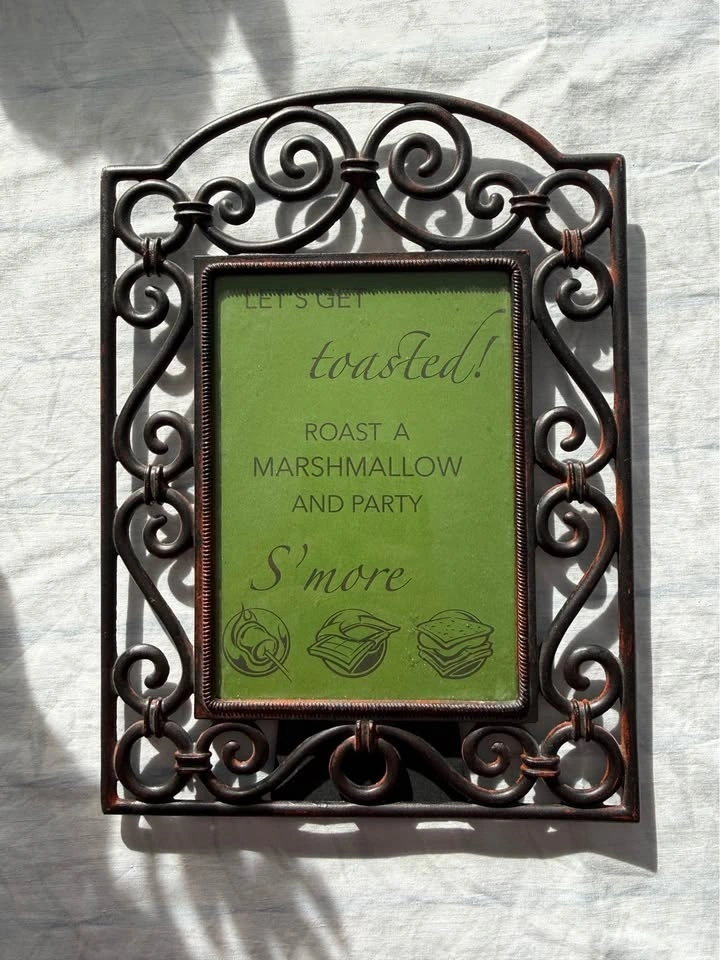 LET'S GET
toasted!
ROAST A
MARSHMALLOW
AND PARTY
S'more